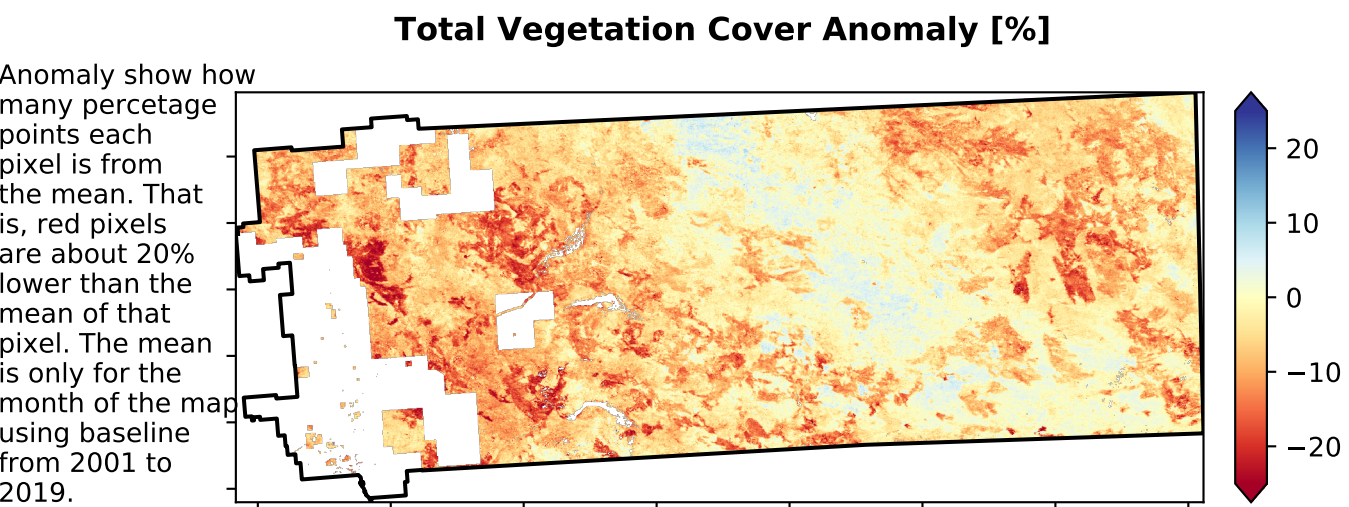 Total Vegetation Cover Anomaly [%]
Anomaly show how
many percetage
points each
pixel is from
the mean. That
is, red pixels
are about 20%
lower than the
mean of that
pixel. The mean
is only for the
month of the map
using baseline
from 2001 to
2019.
20
10
0
−10
−20